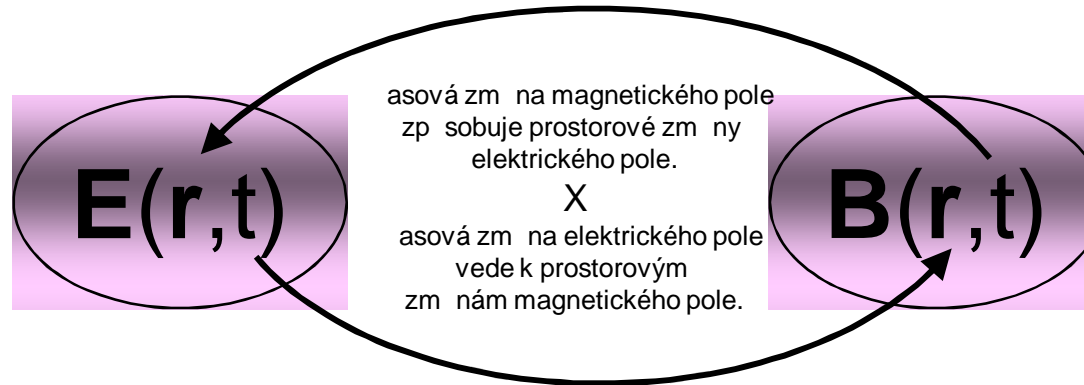 asová zm na magnetického pole
zp sobuje prostorové zm ny
elektrického pole.
X
asová zm na elektrického pole
vede k prostorovým
zm nám magnetického pole.
E(r,t)
B(r,t)